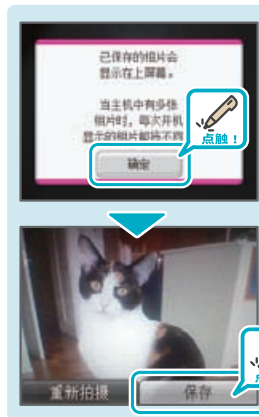 已保存的相片会
显示在上屏幕。
当主机中有多张
相片时，每次开机
显示的相片都将不同
确定
点触！
重新拍摄
保存